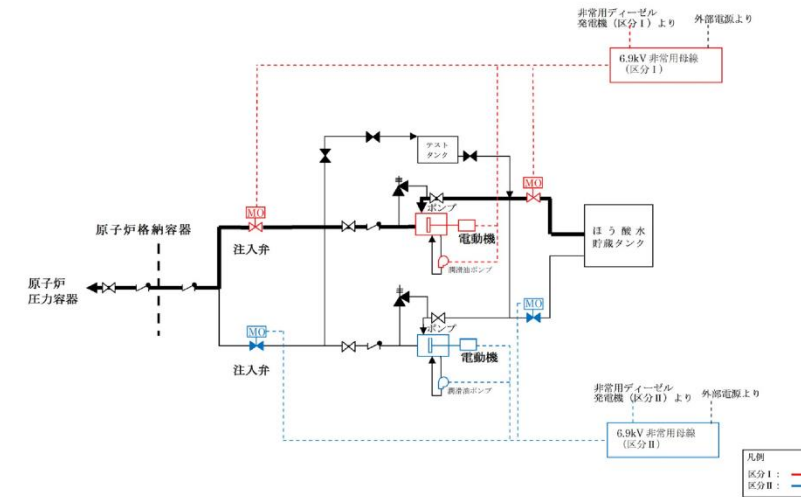 非常用ディーゼル
発電機（区分Ⅰ）より
外部電源より
6.9kV 非常用母線
（区分Ⅰ）
テスト
タンク
MO
MO
ポンプ
ほう酸水
貯蔵タンク
原子炉格納容器
注入弁
電動機
潤滑油ポンプ
原子炉
圧力容器
MO
MO
ポンプ
注入弁
電動機
潤滑油ポンプ
非常用ディーゼル
発電機（区分Ⅱ）より
外部電源より
6.9kV 非常用母線
（区分Ⅱ）
凡例
区分Ⅰ：
区分Ⅱ：